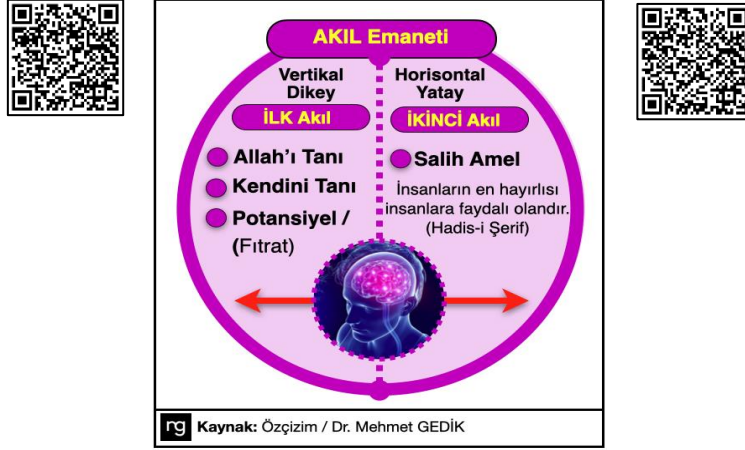 AKIL Emaneti
Vertikal
Dikey
İLK Akıl
Allah’ı Tanı
Kendini Tanı
Potansiyel /
(Fıtrat)
Horisontal
Yatay
İKİNCİ Akıl
Salih Amel
İnsanların en hayırlısı
insanlara faydalı olandır.
(Hadis-i Şerif)
rg Kaynak: Özçizim / Dr. Mehmet GEDİK